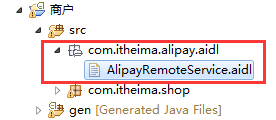 商户
src
com.itheima.alipay.aidl
AlipayRemoteService.aidl
com.itheima.shop
gen [Generated Java Files]